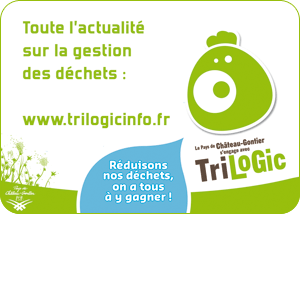 Toute l'actualité
sur la gestion
des déchets :
www.trilogicinfo.fr
Le Pays de Château-Gontier
s'engage avec
TriLoGic
Réduisons
nos déchets,
on a tous
à y gagner !
Pays de
Château-Gontier